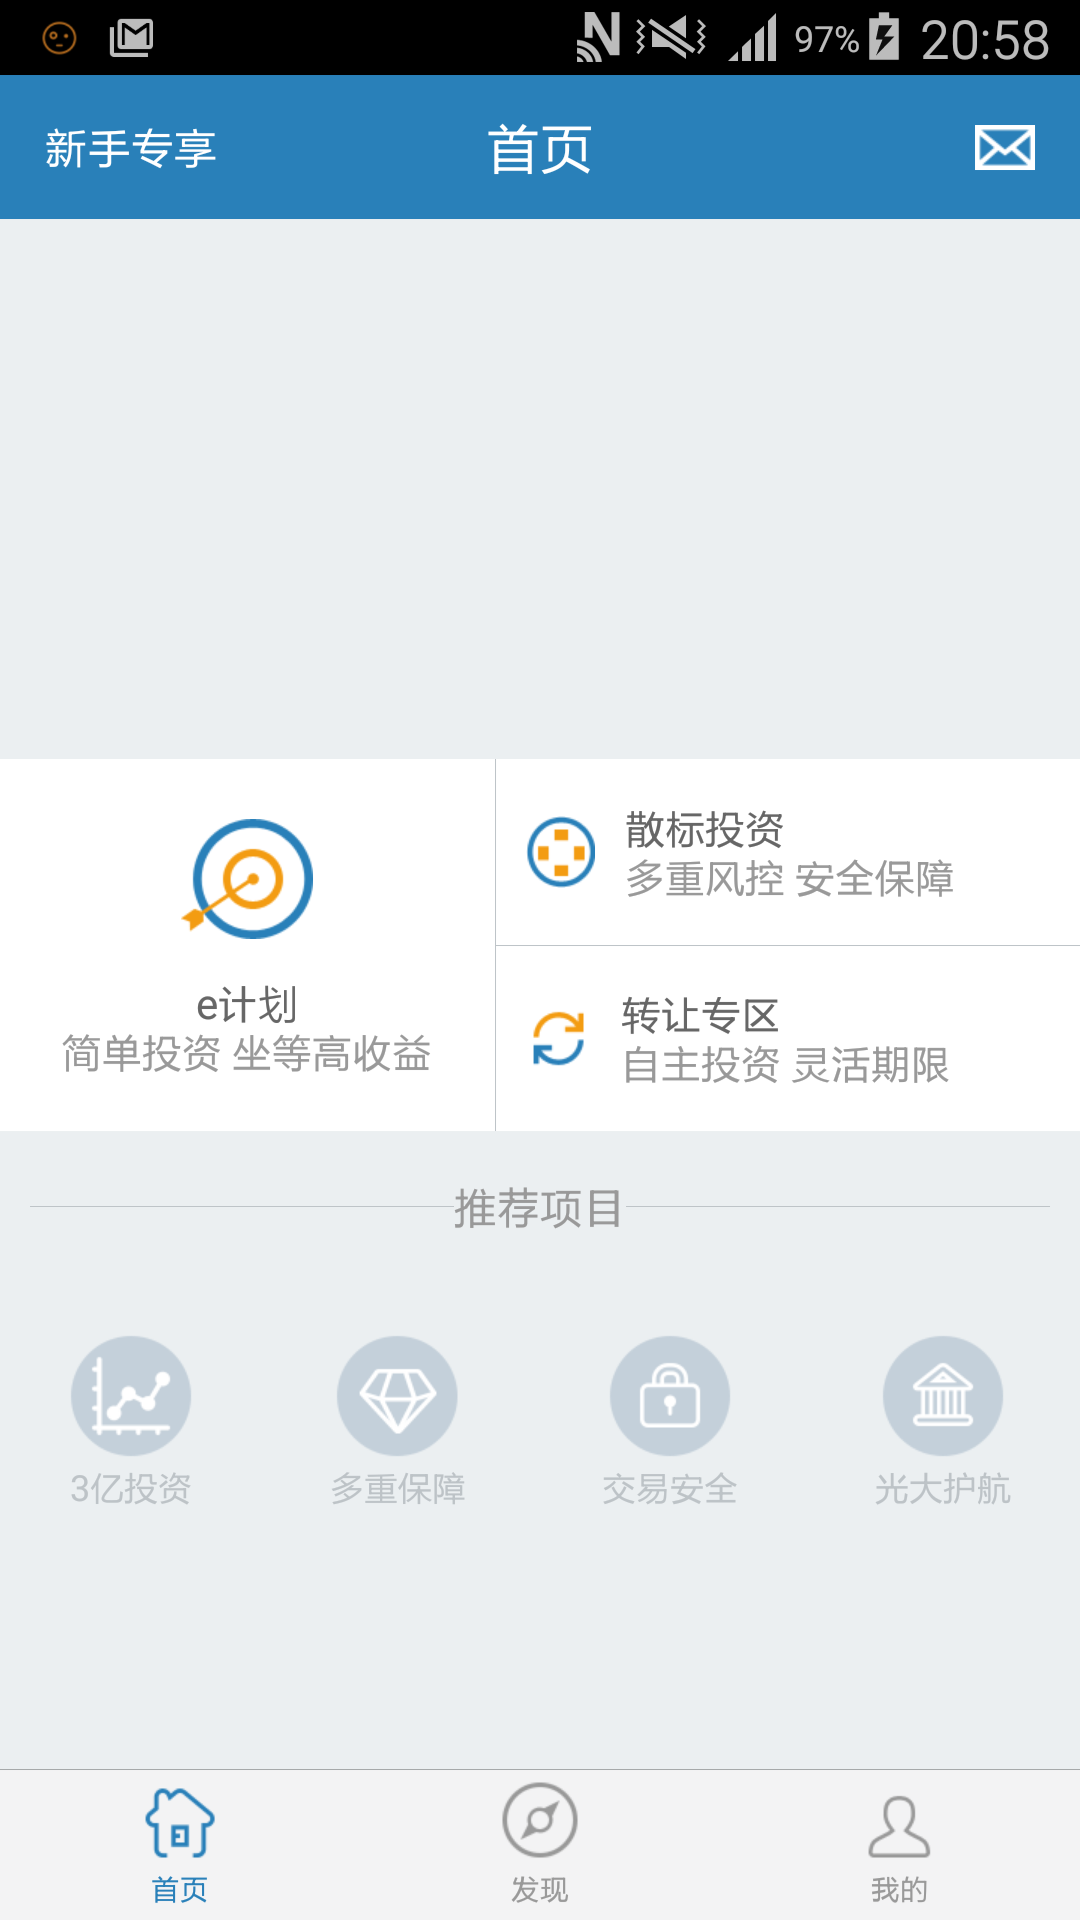 97% 20:58
新手专享
首页
散标投资
多重风控 安全保障
e计划
简单投资 坐等高收益
转让专区
自主投资 灵活期限
推荐项目
3亿投资
多重保障
交易安全
光大护航
首页
发现
我的